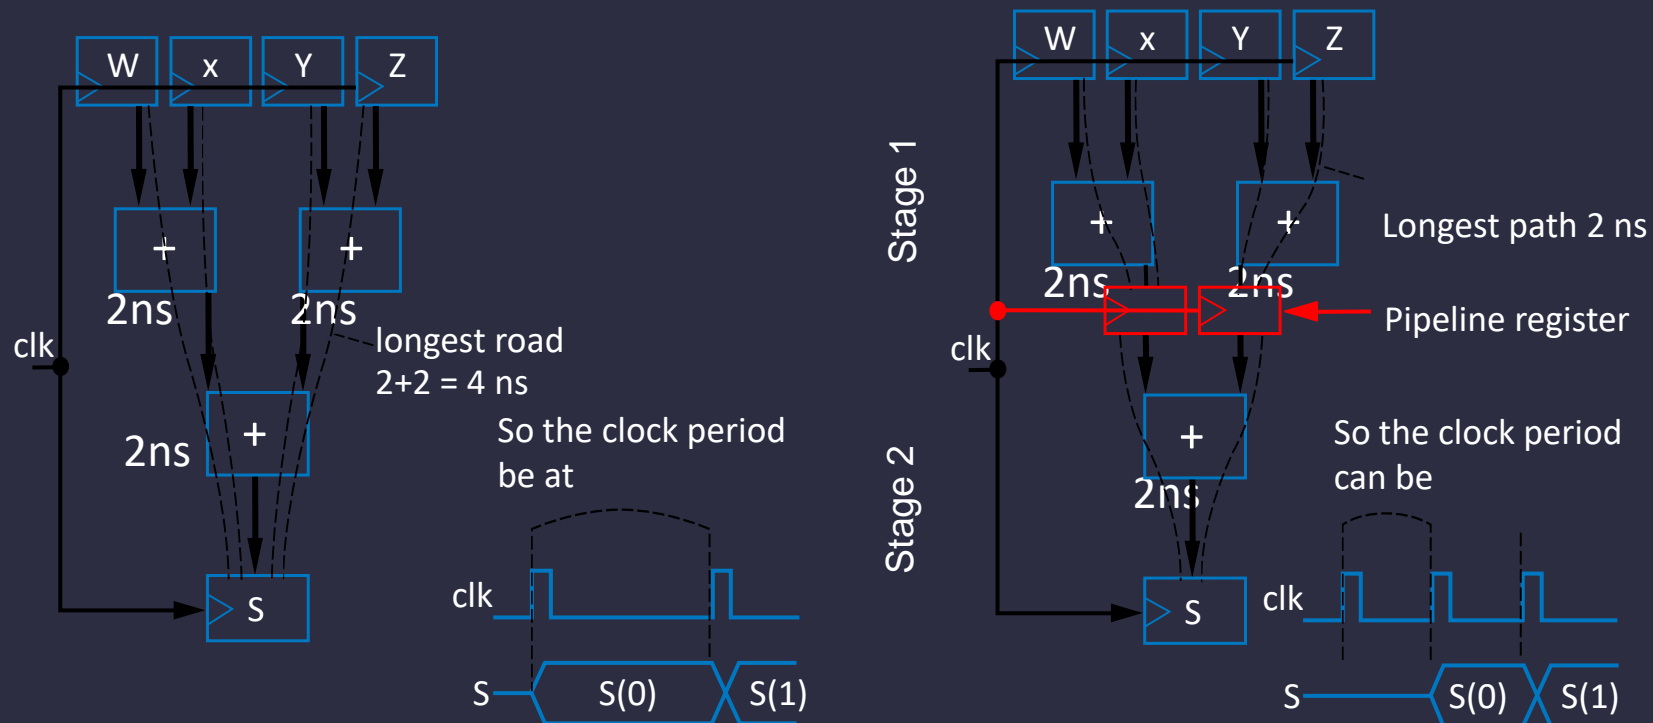 W x Y Z
+ +
2ns 2ns
clk
longest road
2+2 = 4 ns
+
2ns
So the clock period
be at
S
clk
S S(0) S(1)
W x Y Z
Stage 1
+ +
2ns 2ns
Longest path 2 ns
Pipeline register
clk
Stage 2
+
2ns
So the clock period
can be
S
clk
S S(0) S(1)